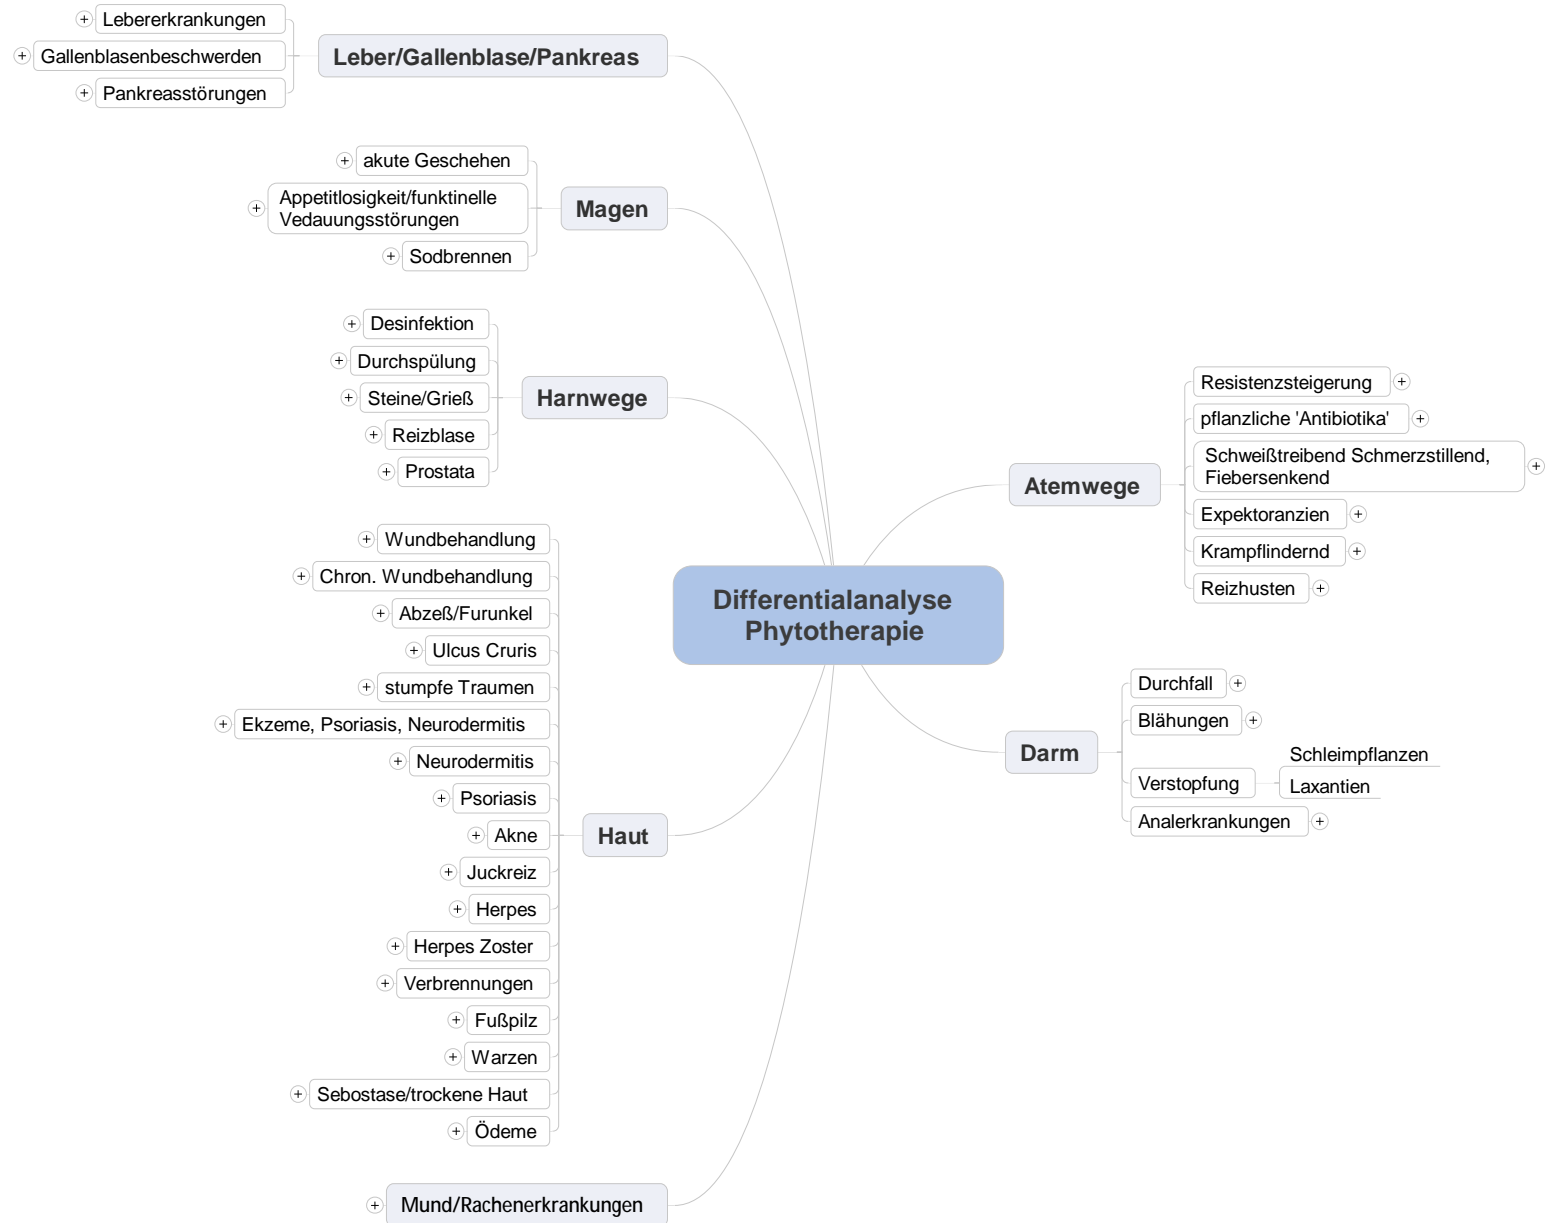 Lebererkrankungen
Gallenblasenbeschwerden
Pankreasstörungen
Leber/Gallenblase/Pankreas
akute Geschehen
Appetitlosigkeit/funktinelle
Vedauungsstörungen
Sodbrennen
Magen
Desinfektion
Durchspülung
Steine/Grieß
Reizblase
Prostata
Harnwege
Wundbehandlung
Chron. Wundbehandlung
Abzeß/Furunkel
Ulcus Cruris
stumpfe Traumen
Ekzeme, Psoriasis, Neurodermitis
Neurodermitis
Psoriasis
Akne
Juckreiz
Herpes
Herpes Zoster
Verbrennungen
Fußpilz
Warzen
Sebostase/trockene Haut
Ödeme
Haut
Mund/Rachenerkrankungen
Differentialanalyse
Phytotherapie
Atemwege
Resistenzsteigerung
pflanzliche 'Antibiotika'
Schweißtreibend Schmerzstillend,
Fiebersenkend
Expektoranzien
Krampflindernd
Reizhusten
Darm
Durchfall
Blähungen
Verstopfung
Schleimpflanzen
Laxantien
Analerkrankungen